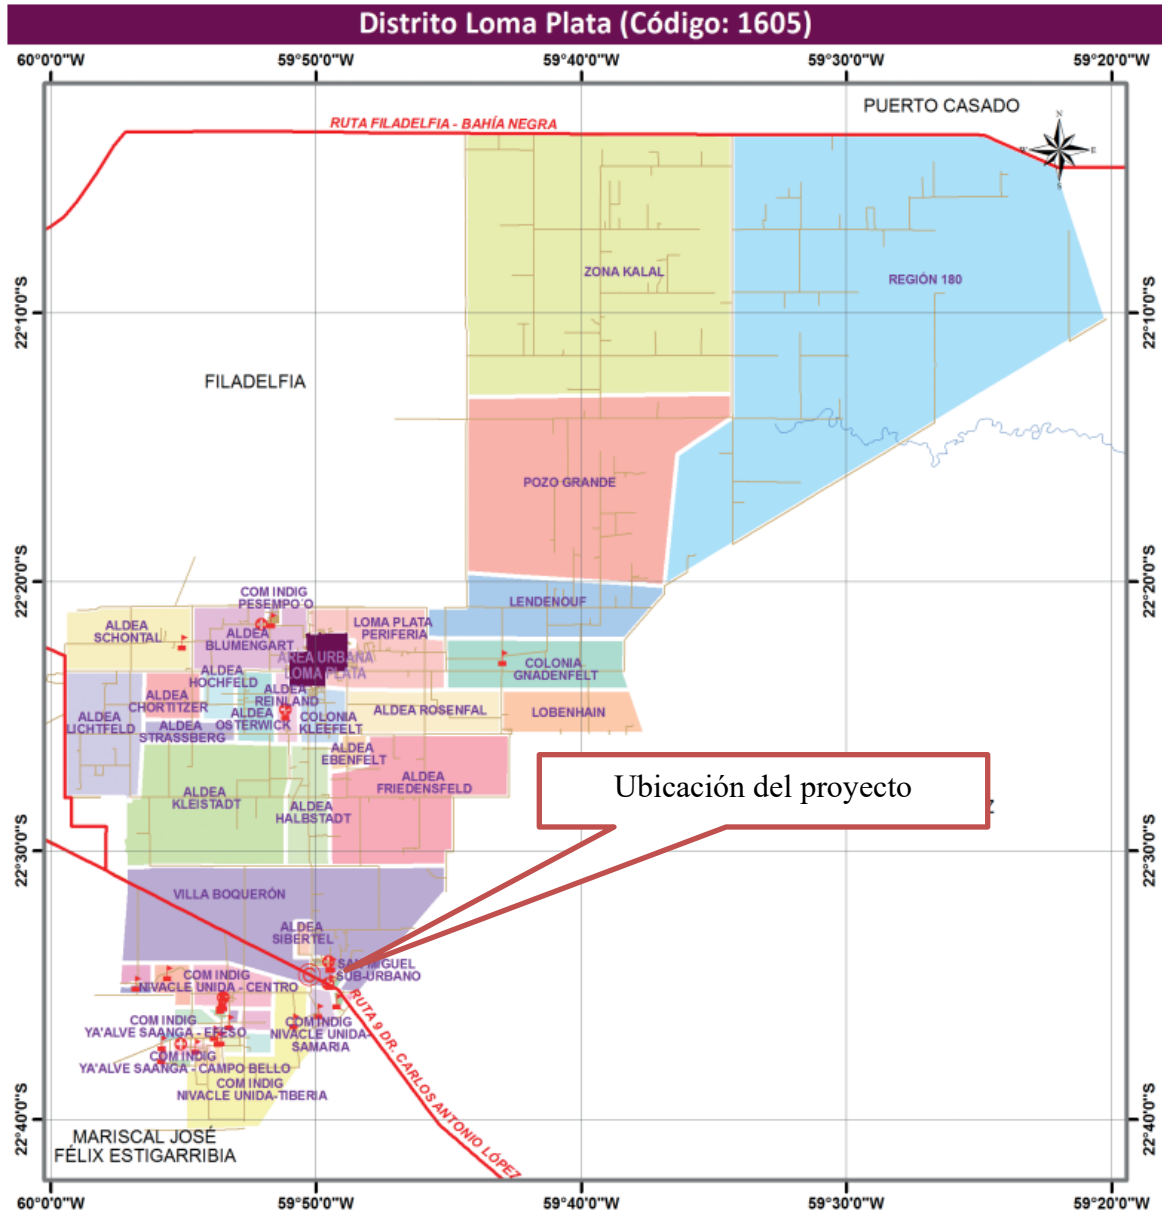 Distrito Loma Plata (Código: 1605)
60°0'0"W
59°50'0"W
59°40'0"W
59°30'0"W
59°20'0"W
PUERTO CASADO
RUTA FILADELFIA - BAHÍA NEGRA
N
W
E
S
ZONA KALAL
REGIÓN 180
22°10'0"S
22°10'0"S
FILADELFIA
POZO GRANDE
22°20'0"S
22°20'0"S
COM INDIG
PESEMPO'O
LENDENOUF
ALDEA
SCHONTAL
ALDEA
BLUMENGART
LOMA PLATA
PERIFERIA
ÁREA URBANA
LOMA PLATA
COLONIA
GNADENFELT
ALDEA
HOCHFELD
ALDEA
CHORTITZER
ALDEA
REINLAND
ALDEA
LICHTFELD
ALDEA
STRASSBERG
ALDEA
OSTERWICK
COLONIA
KLEEFELT
ALDEA ROSENFAL
LOBENHAIN
ALDEA
EBENFELT
ALDEA
FRIEDENSFELD
ALDEA
KLEISTADT
ALDEA
HALBSTADT
Ubicación del proyecto
Z
22°30'0"S
22°30'0"S
VILLA BOQUERÓN
ALDEA
SIBERTEL
SAN MIGUEL
SUB-URBANO
COM INDIG
NIVACLE UNIDA - CENTRO
COM INDIG
YA'ALVE SAANGA - EFESO
COM INDIG
NIVACLE UNIDA-
SAMARIA
COM INDIG
YA'ALVE SAANGA - CAMPO BELLO
COM INDIG
NIVACLE UNIDA-TIBERIA
RUTA 9 DR. CARLOS ANTONIO LÓPEZ
22°40'0"S
22°40'0"S
MARISCAL JOSÉ
FÉLIX ESTIGARRIBIA
60°0'0"W
59°50'0"W
59°40'0"W
59°30'0"W
59°20'0"W